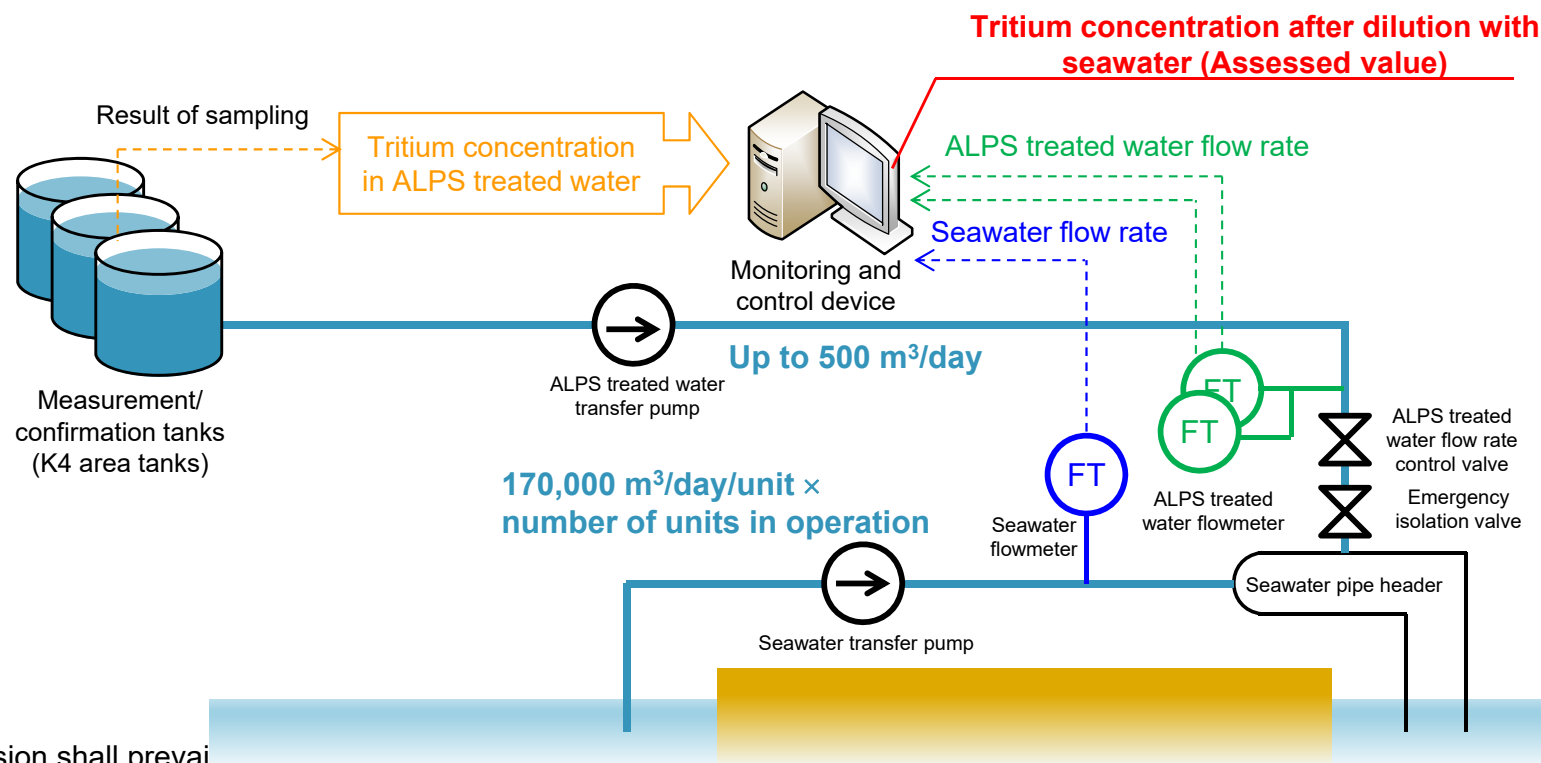 Tritium concentration after dilution with
seawater (Assessed value)
Result of sampling
Tritium concentration
in ALPS treated water
ALPS treated water flow rate
Seawater flow rate
Monitoring and
control device
Up to 500 m³/day
ALPS treated water
transfer pump
Measurement/
confirmation tanks
(K4 area tanks)
FT
FT
FT
ALPS treated
water flow rate
control valve
170,000 m³/day/unit ×
number of units in operation
Seawater
flowmeter
ALPS treated
water flowmeter
Emergency
isolation valve
Seawater pipe header
Seawater transfer pump
shall prevai